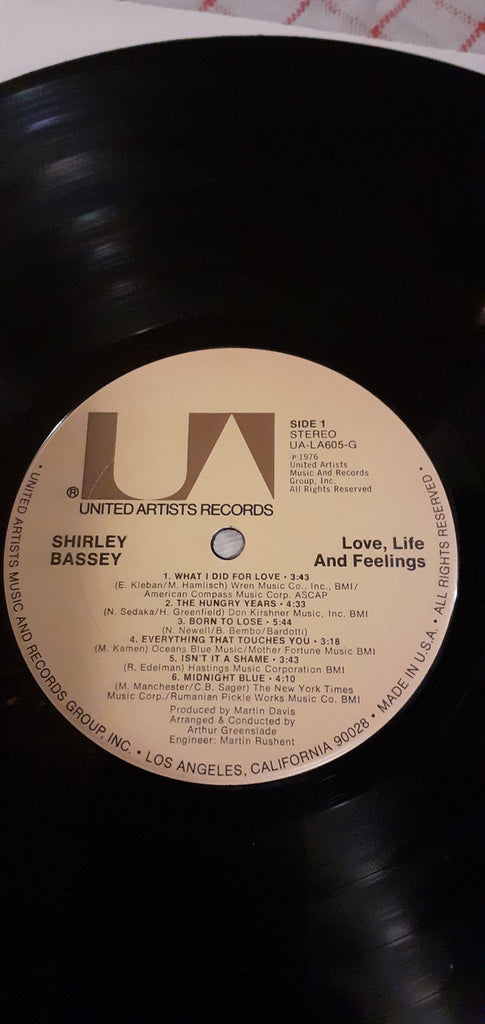 UA
®
UNITED ARTISTS RECORDS
SIDE 1
STEREO
UA-LA605-G
℗ 1976
United Artists
Music And Records
Group, Inc.
All Rights Reserved
SHIRLEY
BASSEY
Love, Life
And Feelings
1. WHAT I DID FOR LOVE • 3:43
(E. Kleban/M. Hamlisch) Wren Music Co., Inc., BMI/
American Compass Music Corp. ASCAP
2. THE HUNGRY YEARS • 4:33
(N. Sedaka/H. Greenfield) Don Kirshner Music, Inc. BMI
3. BORN TO LOSE • 5:44
(N. Newell/B. Bembo/Bardotti)
4. EVERYTHING THAT TOUCHES YOU • 3:18
(M. Kamen) Oceans Blue Music/Mother Fortune Music BMI
5. ISN'T IT A SHAME • 3:43
(R. Edelman) Hastings Music Corporation BMI
6. MIDNIGHT BLUE • 4:10
(M. Manchester/C.B. Sager) The New York Times
Music Corp./Rumanian Pickle Works Music Co. BMI
Produced by Martin Davis
Arranged & Conducted by
Arthur Greenslade
Engineer: Martin Rushent
• UNITED ARTISTS MUSIC AND RECORDS GROUP, INC. • LOS ANGELES, CALIFORNIA 90028 • MADE IN U.S.A. • ALL RIGHTS RESERVED •